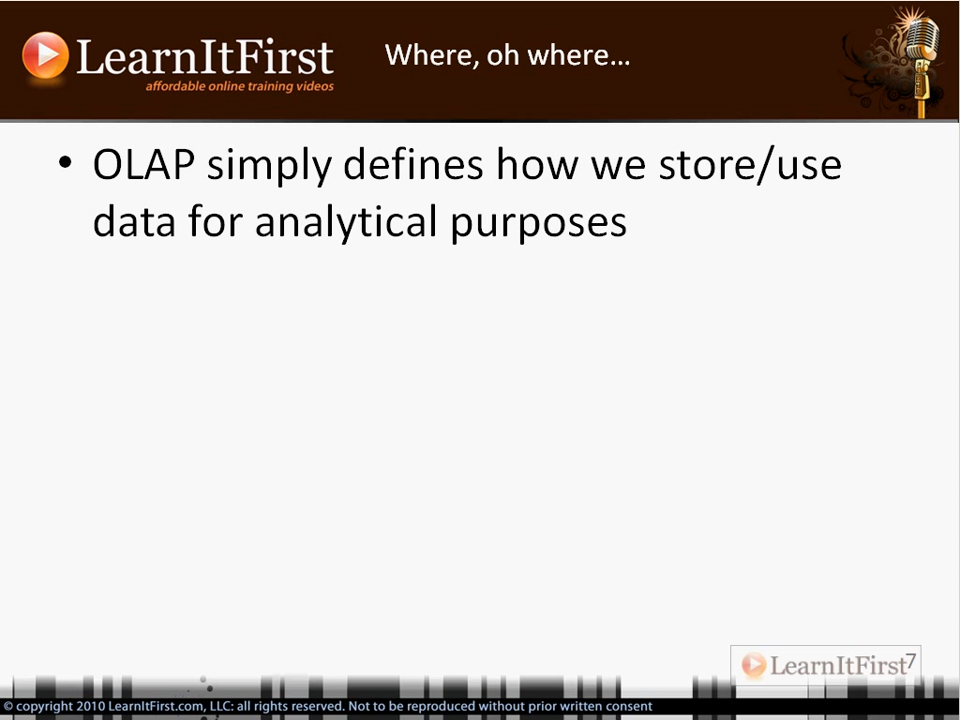 LearnItFirst
affordable online training videos
Where, oh where...
• OLAP simply defines how we store/use
data for analytical purposes
LearnItFirst
7
© copyright 2010 LearnItFirst.com, LLC: all rights reserved. Not to be reproduced without prior written consent